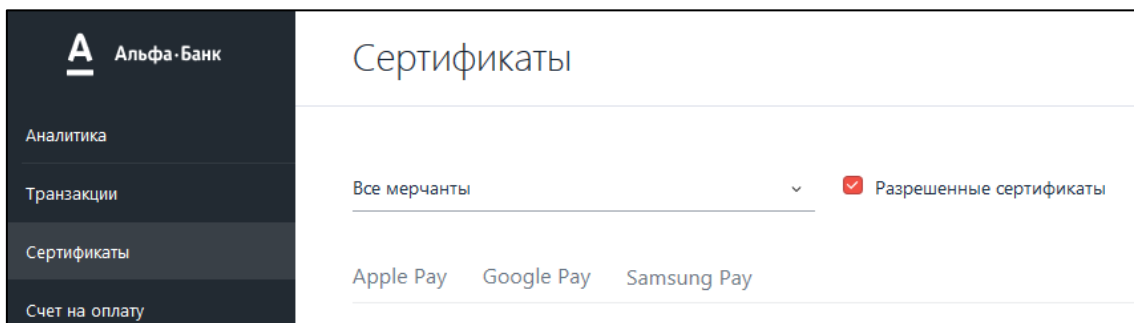 А Альфа·Банк
Аналитика
Транзакции
Сертификаты
Счет на оплату
Сертификаты
Все мерчанты
Разрешенные сертификаты
Apple Pay Google Pay Samsung Pay